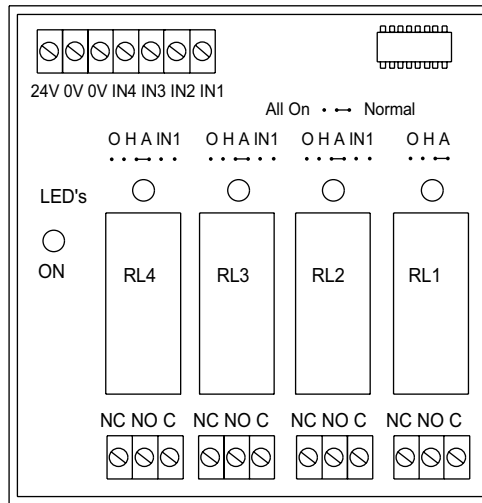 24V 0V 0V IN4 IN3 IN2 IN1
All On Normal
O H A IN1 O H A IN1 O H A IN1 O H A
LED's
ON
RL4 RL3 RL2 RL1
NC NO C NC NO C NC NO C NC NO C